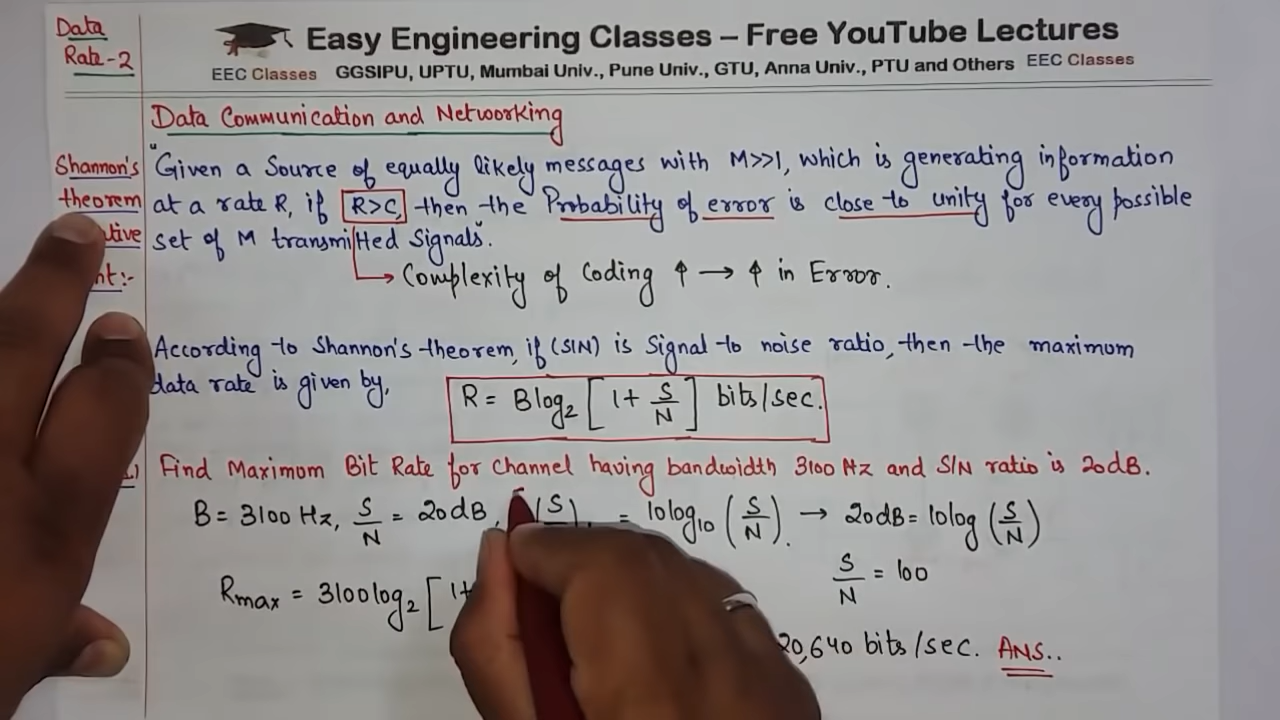 Data
Rate-2
Easy Engineering Classes – Free YouTube Lectures
EEC Classes GGSIPU, UPTU, Mumbai Univ., Pune Univ., GTU, Anna Univ., PTU and Others EEC Classes
Data Communication and Networking
Shannon's
theorem
"Given a Source of equally likely messages with M>>1, which is generating information
at a rate R, if R>C, then the Probability of error is close to unity for every possible
set of M transmitted Signals".
→ Complexity of Coding ↑ → ↑ in Error.
According to Shannon's theorem, if (S/N) is Signal to noise ratio, then the maximum
data rate is given by,
R = Blog₂ [1 + S/N] bits/sec.
Find Maximum Bit Rate for channel having bandwidth 3100 Hz and S/N ratio is 20dB.
B = 3100 Hz, S/N = 20dB, (S = 10log₁₀ (S/N). → 20dB = 10log (S/N)
S/N = 100
Rmax = 3100log₂ [1+
20,640 bits/sec. ANS..